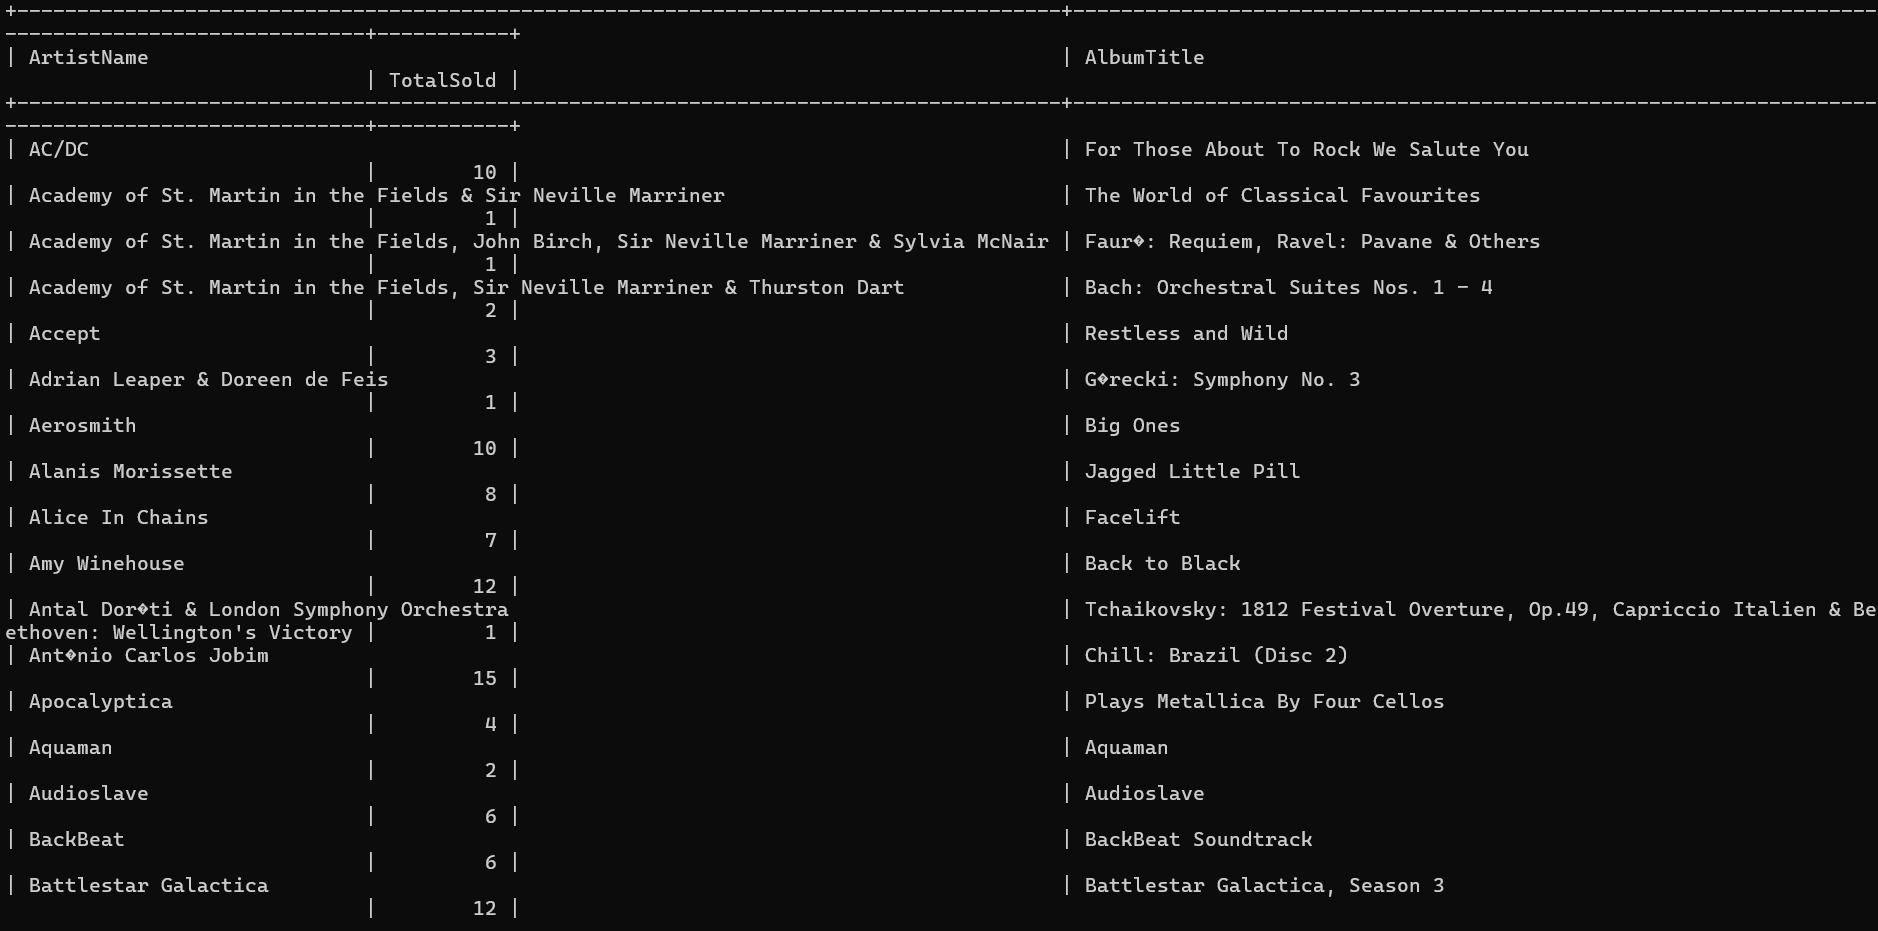 +---------------------------------------------------------------------------------------+-------------------------------------------------------------------
------------------------------+-----------+
| ArtistName | AlbumTitle
| TotalSold |
+---------------------------------------------------------------------------------------+-------------------------------------------------------------------
------------------------------+-----------+
| AC/DC | For Those About To Rock We Salute You
| 10 |
| Academy of St. Martin in the Fields & Sir Neville Marriner | The World of Classical Favourites
| 1 |
| Academy of St. Martin in the Fields, John Birch, Sir Neville Marriner & Sylvia McNair | Faur�: Requiem, Ravel: Pavane & Others
| 1 |
| Academy of St. Martin in the Fields, Sir Neville Marriner & Thurston Dart | Bach: Orchestral Suites Nos. 1 - 4
| 2 |
| Accept | Restless and Wild
| 3 |
| Adrian Leaper & Doreen de Feis | G�recki: Symphony No. 3
| 1 |
| Aerosmith | Big Ones
| 10 |
| Alanis Morissette | Jagged Little Pill
| 8 |
| Alice In Chains | Facelift
| 7 |
| Amy Winehouse | Back to Black
| 12 |
| Antal Dor�ti & London Symphony Orchestra | Tchaikovsky: 1812 Festival Overture, Op.49, Capriccio Italien & Be
ethoven: Wellington's Victory | 1 |
| Ant�nio Carlos Jobim | Chill: Brazil (Disc 2)
| 15 |
| Apocalyptica | Plays Metallica By Four Cellos
| 4 |
| Aquaman | Aquaman
| 2 |
| Audioslave | Audioslave
| 6 |
| BackBeat | BackBeat Soundtrack
| 6 |
| Battlestar Galactica | Battlestar Galactica, Season 3
| 12 |